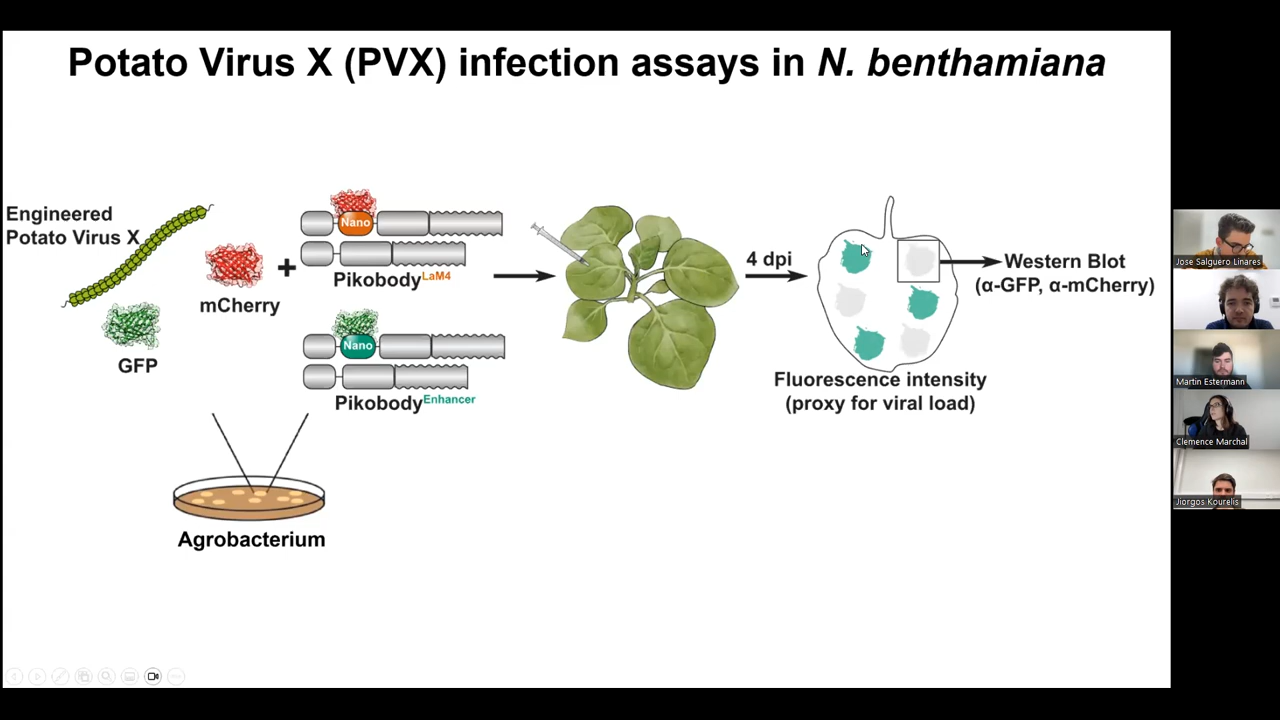 Potato Virus X (PVX) infection assays in N. benthamiana
Engineered
Potato Virus X
mCherry
GFP
+
Nano
Pikobody^LaM4
Nano
Pikobody^Enhancer
Agrobacterium
4 dpi
Fluorescence intensity
(proxy for viral load)
Western Blot
(α-GFP, α-mCherry)
Jose Salguero Linares
Martin Estermann
Clemence Marchal
Jiorgos Kourelis